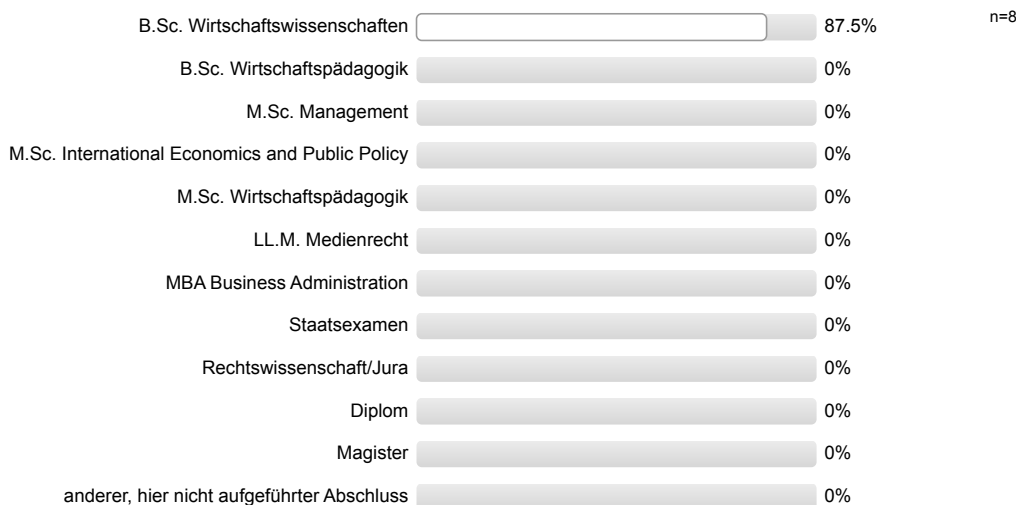 B.Sc. Wirtschaftswissenschaften 87.5% n=8
B.Sc. Wirtschaftspädagogik 0%
M.Sc. Management 0%
M.Sc. International Economics and Public Policy 0%
M.Sc. Wirtschaftspädagogik 0%
LL.M. Medienrecht 0%
MBA Business Administration 0%
Staatsexamen 0%
Rechtswissenschaft/Jura 0%
Diplom 0%
Magister 0%
anderer, hier nicht aufgeführter Abschluss 0%